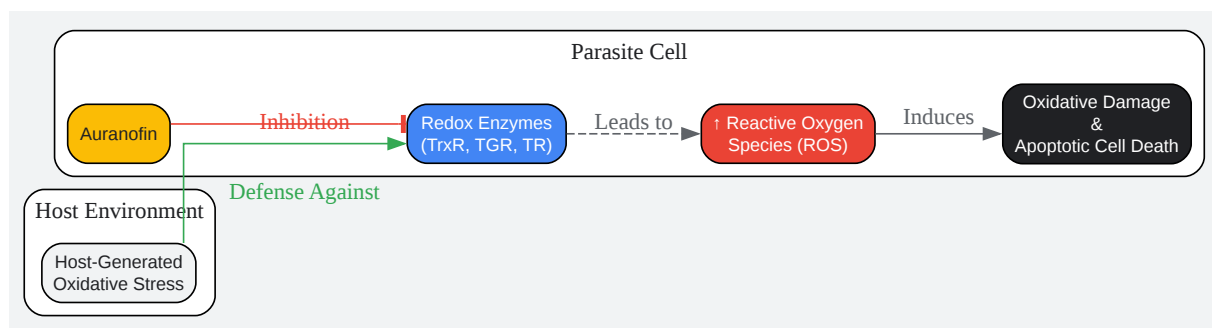 Parasite Cell
Auranofin
Inhibition
Redox Enzymes
(TrxR, TGR, TR)
Leads to
↑ Reactive Oxygen
Species (ROS)
Induces
Oxidative Damage
&
Apoptotic Cell Death
Defense Against
Host Environment
Host-Generated
Oxidative Stress